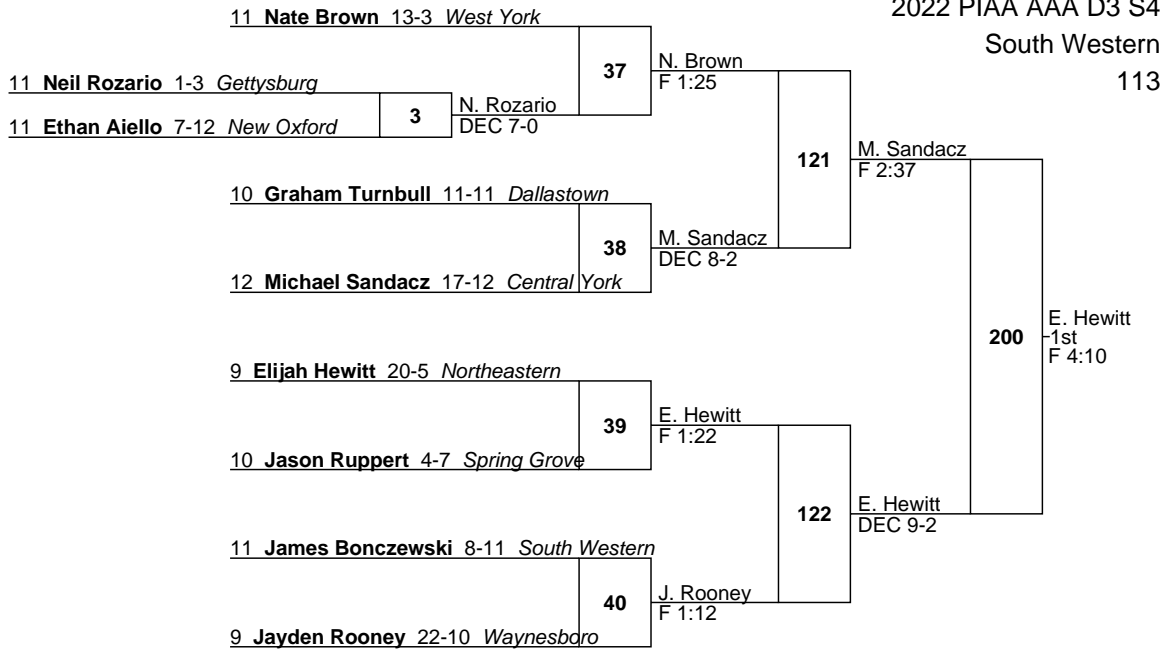 2022 PIAA AAA D3 S4
South Western
113
11 Nate Brown 13-3 West York
37
N. Brown
F 1:25
11 Neil Rozario 1-3 Gettysburg
3
N. Rozario
DEC 7-0
11 Ethan Aiello 7-12 New Oxford
121
M. Sandacz
F 2:37
10 Graham Turnbull 11-11 Dallastown
38
M. Sandacz
DEC 8-2
12 Michael Sandacz 17-12 Central York
200
E. Hewitt
1st
F 4:10
9 Elijah Hewitt 20-5 Northeastern
39
E. Hewitt
F 1:22
10 Jason Ruppert 4-7 Spring Grove
122
E. Hewitt
DEC 9-2
11 James Bonczewski 8-11 South Western
40
J. Rooney
F 1:12
9 Jayden Rooney 22-10 Waynesboro